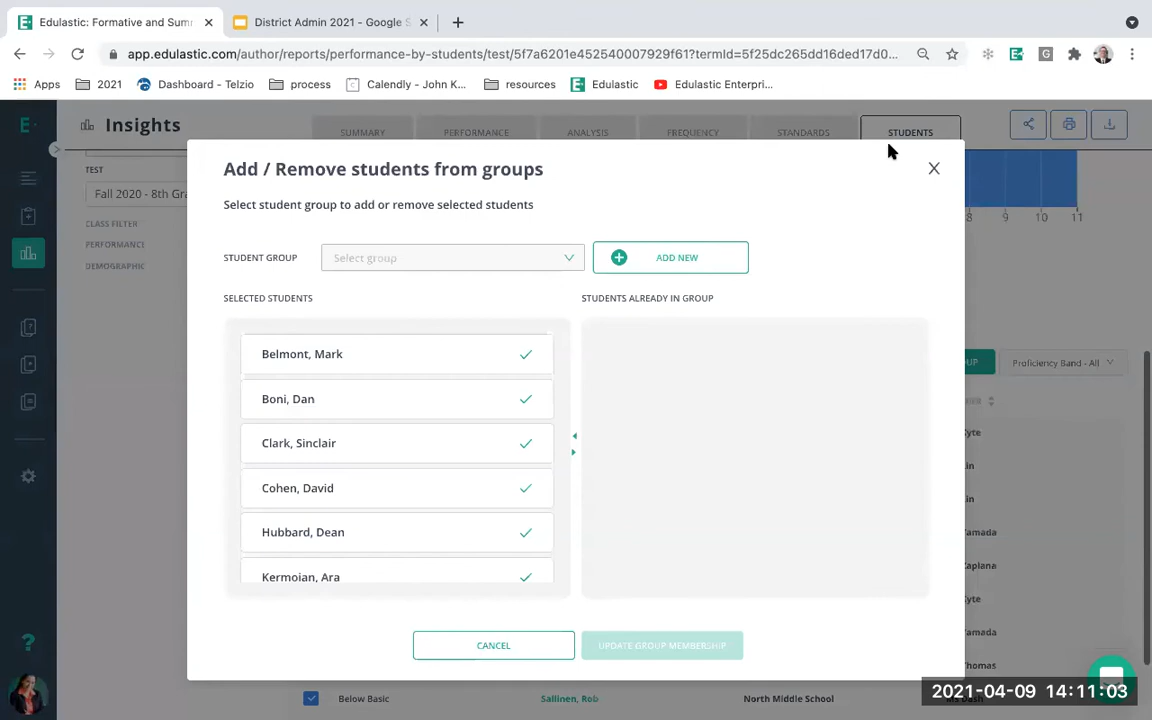 Edulastic: Formative and Summ
District Admin 2021 - Google S
app.edulastic.com/author/reports/performance-by-students/test/5f7a6201e452540007929f61?termId=5f25dc265dd16ded17d0...
Apps
2021
Dashboard - Telzio
process
Calendly - John K...
resources
Edulastic
Edulastic Enterpri...
Insights
SUMMARY
PERFORMANCE
ANALYSIS
FREQUENCY
STANDARDS
STUDENTS
TEST
Fall 2020 - 8th Gra
CLASS FILTER
PERFORMANCE
DEMOGRAPHIC
8 9 10 11
Add / Remove students from groups
Select student group to add or remove selected students
STUDENT GROUP
Select group
ADD NEW
SELECTED STUDENTS
STUDENTS ALREADY IN GROUP
Belmont, Mark
Boni, Dan
Clark, Sinclair
Cohen, David
Hubbard, Dean
Kermoian, Ara
CANCEL
UPDATE GROUP MEMBERSHIP
UP
Proficiency Band - All
in
in
amada
aplana
amada
homas
Below Basic
Sallinen, Rob
North Middle School
2021-04-09 14:11:03